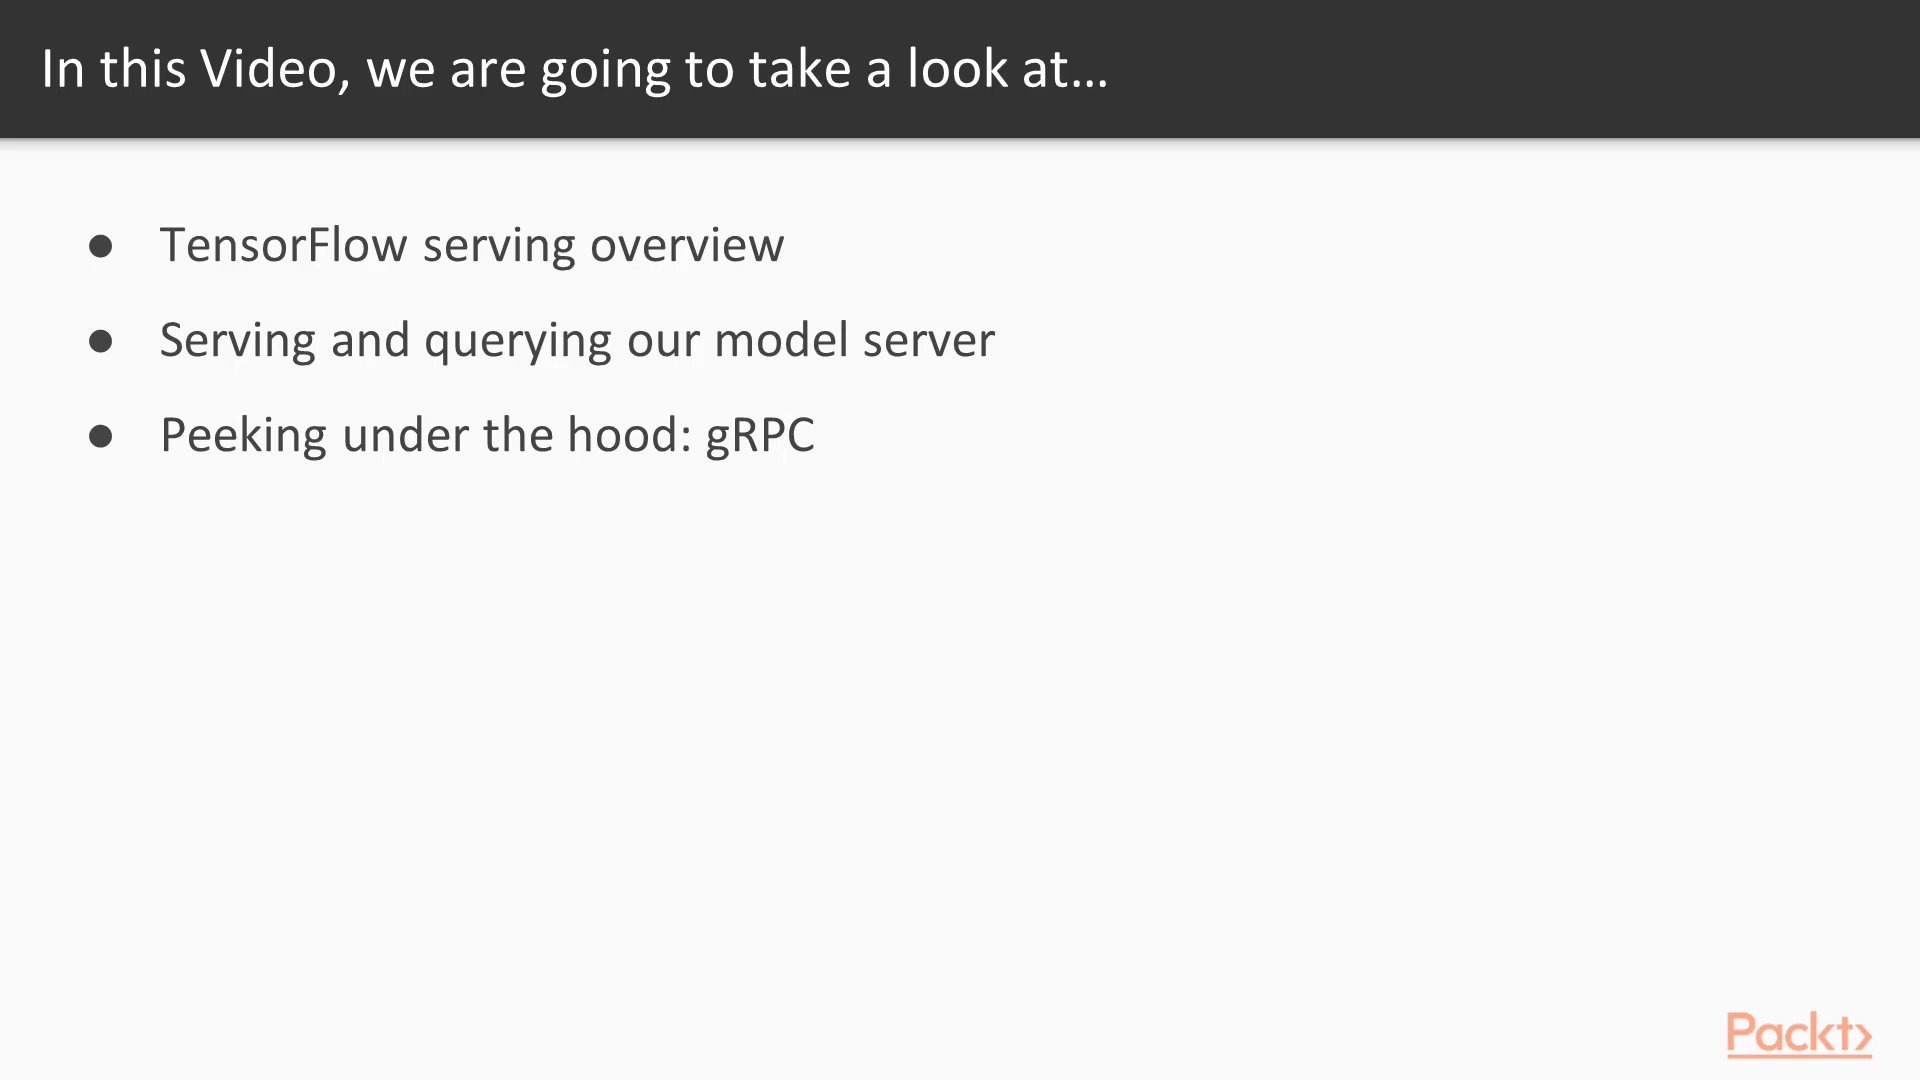 In this Video, we are going to take a look at...
● TensorFlow serving overview
● Serving and querying our model server
● Peeking under the hood: gRPC
Packt>